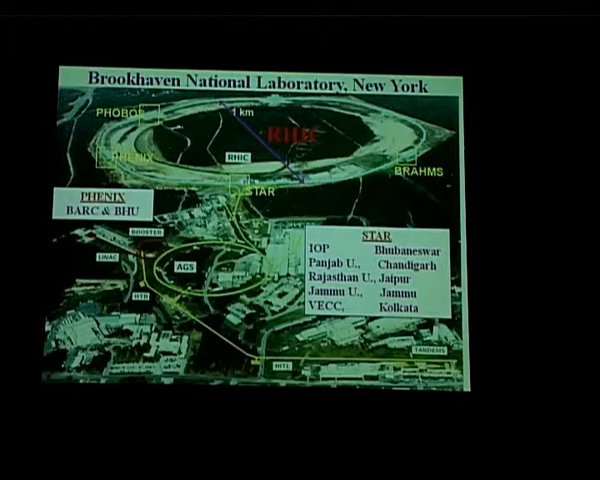 Brookhaven National Laboratory, New York
PHOBOS
1 km
RHIC
PHENIX
RHIC
BRAHMS
STAR
PHENIX
BARC & BHU
BOOSTER
STAR
IOP Bhubaneswar
Panjab U., Chandigarh
Rajasthan U., Jaipur
Jammu U., Jammu
VECC, Kolkata
LINAC
AGS
HTB
TANDEMS
HITL